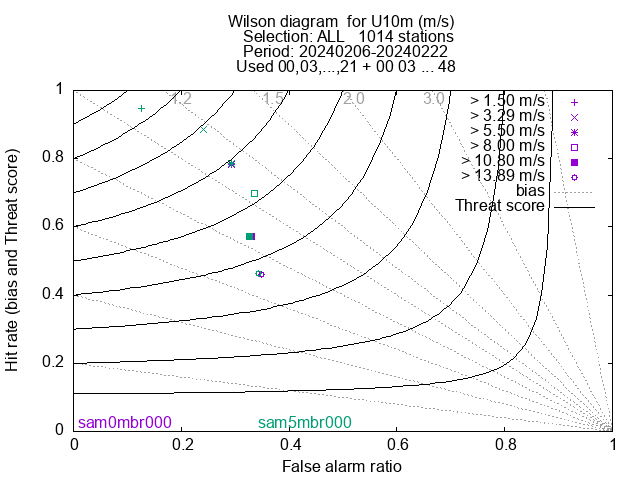 Wilson diagram for U10m (m/s)
Selection: ALL 1014 stations
Period: 20240206-20240222
Used 00,03,...,21 + 00 03 ... 48
1.2
1.5
2.0
3.0
> 1.50 m/s
> 3.29 m/s
> 5.50 m/s
> 8.00 m/s
> 10.80 m/s
> 13.89 m/s
bias
Threat score
1
0.8
0.6
0.4
0.2
0
Hit rate (bias and Threat score)
sam0mbr000 sam5mbr000
0 0.2 0.4 0.6 0.8 1
False alarm ratio